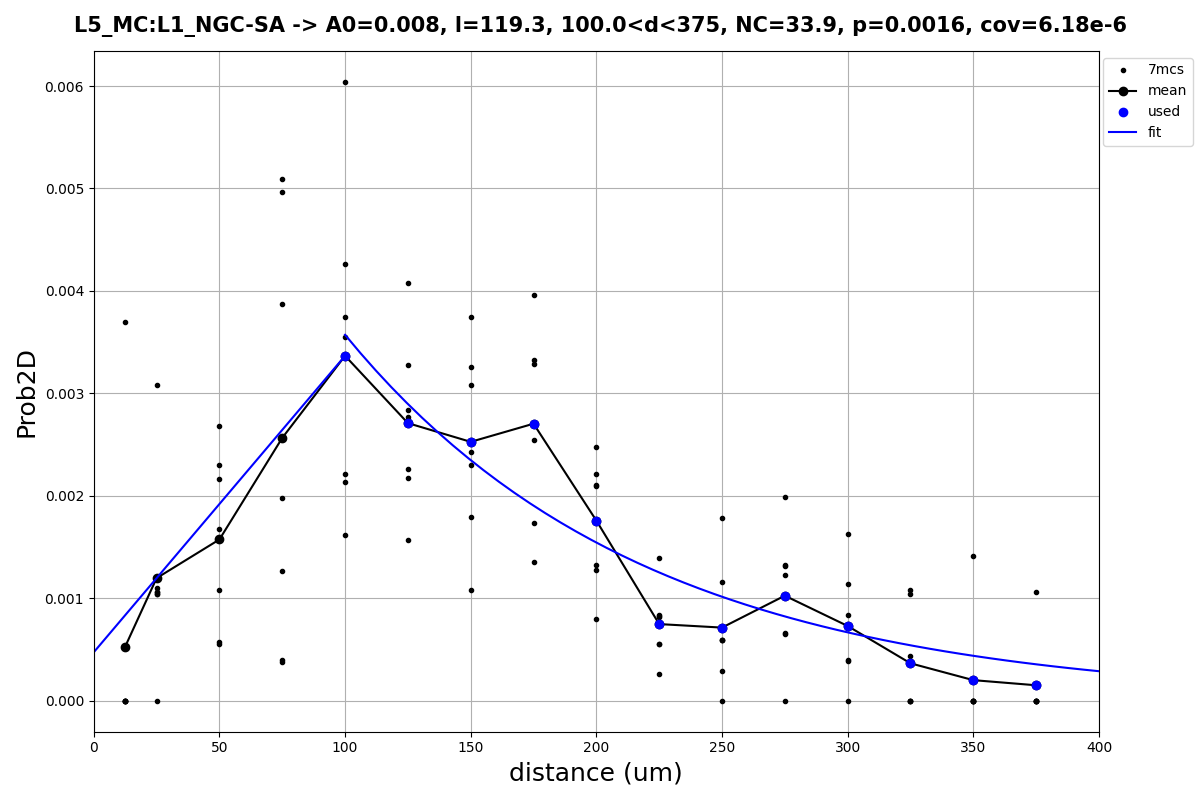 L5_MC:L1_NGC-SA -> A0=0.008, l=119.3, 100.0<d<375, NC=33.9, p=0.0016, cov=6.18e-6
7mcs
mean
used
fit
0.006
0.005
0.004
0.003
0.002
0.001
0.000
Prob2D
0 50 100 150 200 250 300 350 400
distance (um)